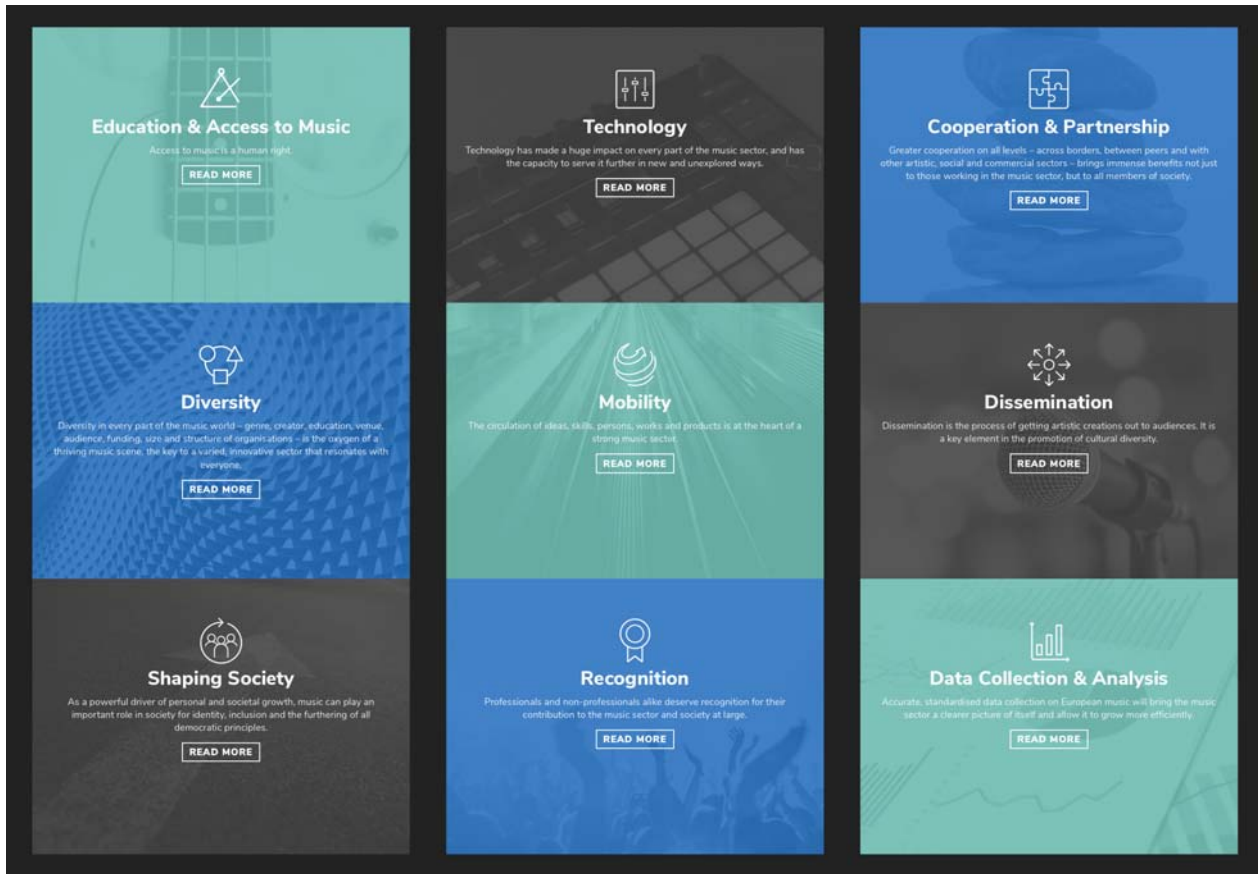 Education & Access to Music
Access to music is a human right.
READ MORE
Technology
Technology has made a huge impact on every part of the music sector, and has
the capacity to serve it further in new and unexplored ways.
READ MORE
Cooperation & Partnership
Greater cooperation on all levels – across borders, between peers and with
other artistic, social and commercial sectors – brings immense benefits not just
to those working in the music sector, but to all members of society.
READ MORE
Diversity
Diversity in every part of the music world – genre, creator, education, venue,
audience, funding, size and structure of organisations – is the oxygen of a
thriving music scene, the key to a varied, innovative sector that resonates with
everyone.
READ MORE
Mobility
The circulation of ideas, skills, persons, works and products is at the heart of a
strong music sector.
READ MORE
Dissemination
Dissemination is the process of getting artistic creations out to audiences. It is
a key element in the promotion of cultural diversity.
READ MORE
Shaping Society
As a powerful driver of personal and societal growth, music can play an
important role in society for identity, inclusion and the furthering of all
democratic principles.
READ MORE
Recognition
Professionals and non-professionals alike deserve recognition for their
contribution to the music sector and society at large.
READ MORE
Data Collection & Analysis
Accurate, standardised data collection on European music will bring the music
sector a clearer picture of itself and allow it to grow more efficiently.
READ MORE